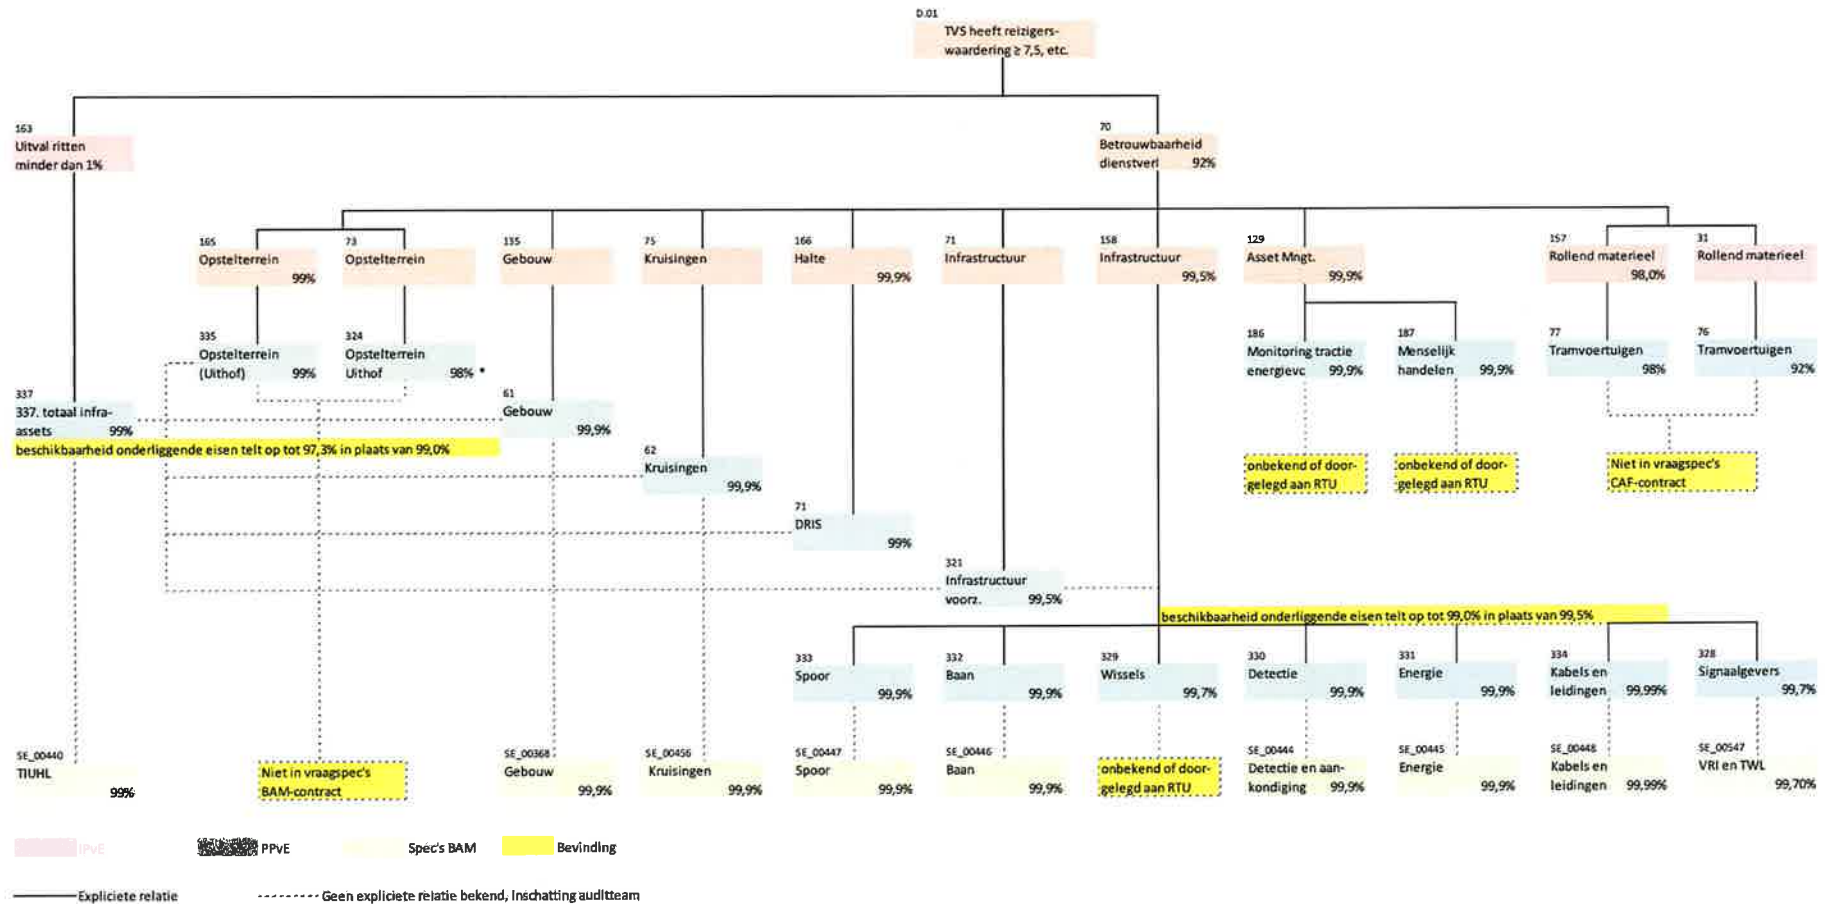 D.01
TVS heeft reizigers-
waardering ≥ 7,5, etc.
163
Uitval ritten
minder dan 1%
70
Betrouwbaarheid
dienstverl 92%
165
Opstelterrein
99%
73
Opstelterrein
135
Gebouw
75
Kruisingen
166
Halte
99,9%
71
Infrastructuur
158
Infrastructuur
99,5%
129
Asset Mngt.
99,9%
157
Rollend materieel
98,0%
31
Rollend materieel
335
Opstelterrein
(Uithof) 99%
324
Opstelterrein
Uithof 98% *
186
Monitoring tractie
energievc 99,9%
187
Menselijk
handelen 99,9%
77
Tramvoertuigen
98%
76
Tramvoertuigen
92%
337
337. totaal infra-
assets 99%
61
Gebouw
99,9%
beschikbaarheid onderliggende eisen telt op tot 97,3% in plaats van 99,0%
62
Kruisingen
99,9%
onbekend of door-
gelegd aan RTU
onbekend of door-
gelegd aan RTU
Niet in vraagspec's
CAF-contract
71
DRIS
99%
321
Infrastructuur
voorz. 99,5%
beschikbaarheid onderliggende eisen telt op tot 99,0% in plaats van 99,5%
333
Spoor
99,9%
332
Baan
99,9%
329
Wissels
99,7%
330
Detectie
99,9%
331
Energie
99,9%
334
Kabels en
leidingen 99,99%
328
Signaalgevers
99,7%
SE_00440
TIUHL
99%
Niet in vraagspec's
BAM-contract
SE_00368
Gebouw
99,9%
SE_00456
Kruisingen
99,9%
SE_00447
Spoor
99,9%
SE_00446
Baan
99,9%
onbekend of door-
gelegd aan RTU
SE_00444
Detectie en aan-
kondiging 99,9%
SE_00445
Energie
99,9%
SE_00448
Kabels en
leidingen 99,99%
SE_00547
VRI en TWL
99,70%
IPvE
PPvE
Spec's BAM
Bevinding
Expliciete relatie
Geen expliciete relatie bekend, inschatting auditteam